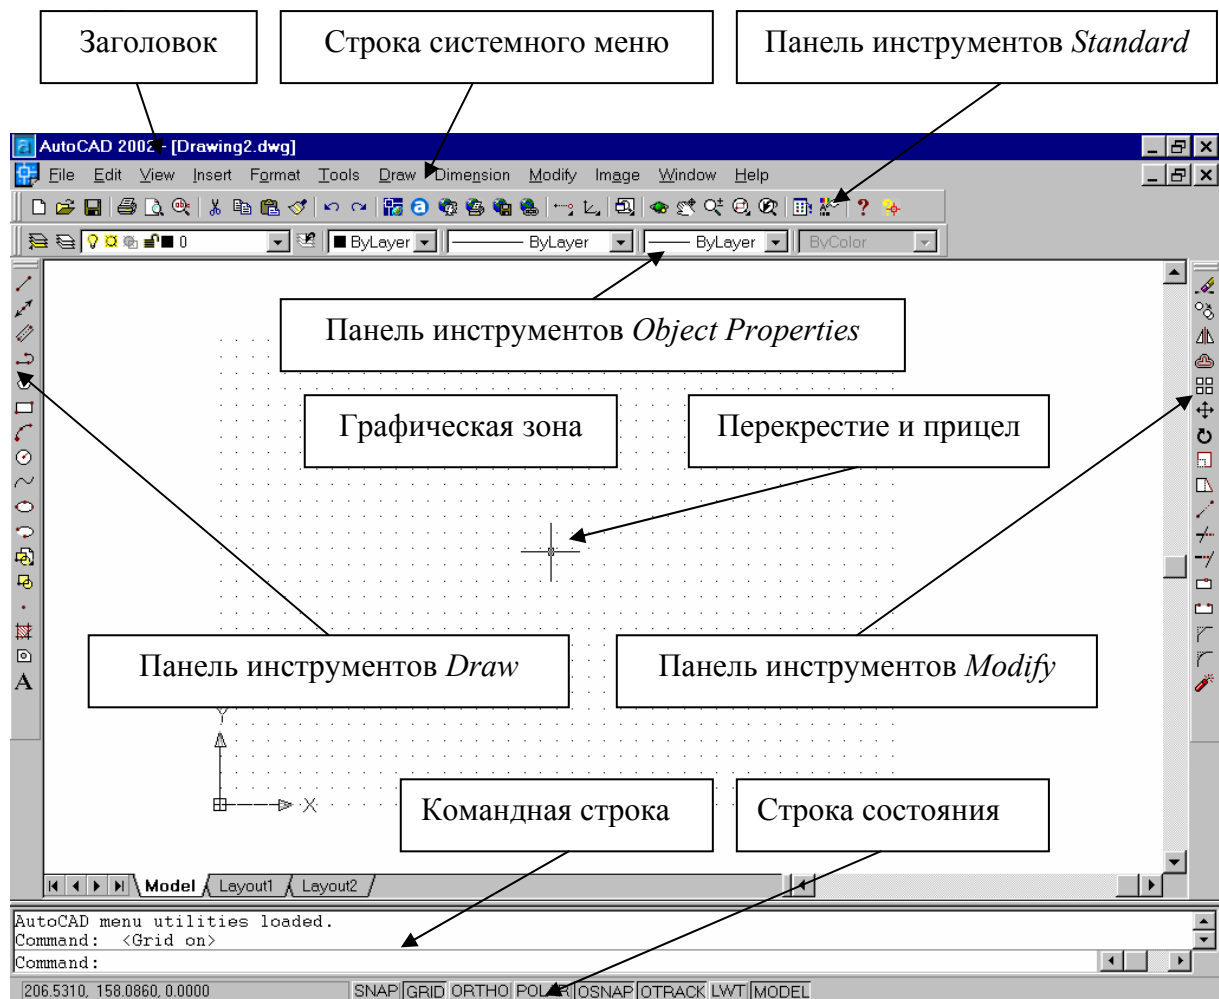 Заголовок
Строка системного меню
Панель инструментов Standard
AutoCAD 2002 - [Drawing2.dwg]
File Edit View Insert Format Tools Draw Dimension Modify Image Window Help
0 ByLayer ByLayer ByLayer ByColor
Панель инструментов Object Properties
Графическая зона
Перекрестие и прицел
Панель инструментов Draw
Панель инструментов Modify
A
Y
X
Командная строка
Строка состояния
Model Layout1 Layout2
AutoCAD menu utilities loaded.
Command: <Grid on>
Command:
206.5310, 158.0860, 0.0000 SNAP GRID ORTHO POLAR OSNAP OTRACK LWT MODEL